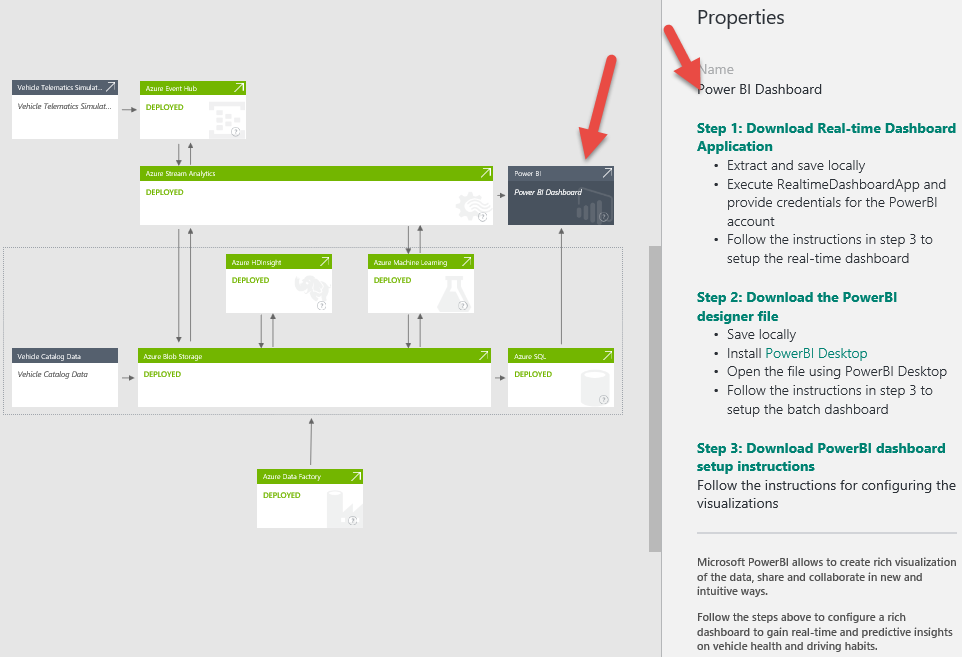 Vehicle Telematics Simulat...
Vehicle Telematics Simulat...
Azure Event Hub
DEPLOYED
Azure Stream Analytics
DEPLOYED
Power BI
Power BI Dashboard
Azure HDInsight
DEPLOYED
Azure Machine Learning
DEPLOYED
Vehicle Catalog Data
Vehicle Catalog Data
Azure Blob Storage
DEPLOYED
Azure SQL
DEPLOYED
Azure Data Factory
DEPLOYED
Properties
Name
Power BI Dashboard
Step 1: Download Real-time Dashboard
Application
• Extract and save locally
• Execute RealtimeDashboardApp and
provide credentials for the PowerBI
account
• Follow the instructions in step 3 to
setup the real-time dashboard
Step 2: Download the PowerBI
designer file
• Save locally
• Install PowerBI Desktop
• Open the file using PowerBI Desktop
• Follow the instructions in step 3 to
setup the batch dashboard
Step 3: Download PowerBI dashboard
setup instructions
Follow the instructions for configuring the
visualizations
Microsoft PowerBI allows to create rich visualization
of the data, share and collaborate in new and
intuitive ways.
Follow the steps above to configure a rich
dashboard to gain real-time and predictive insights
on vehicle health and driving habits.